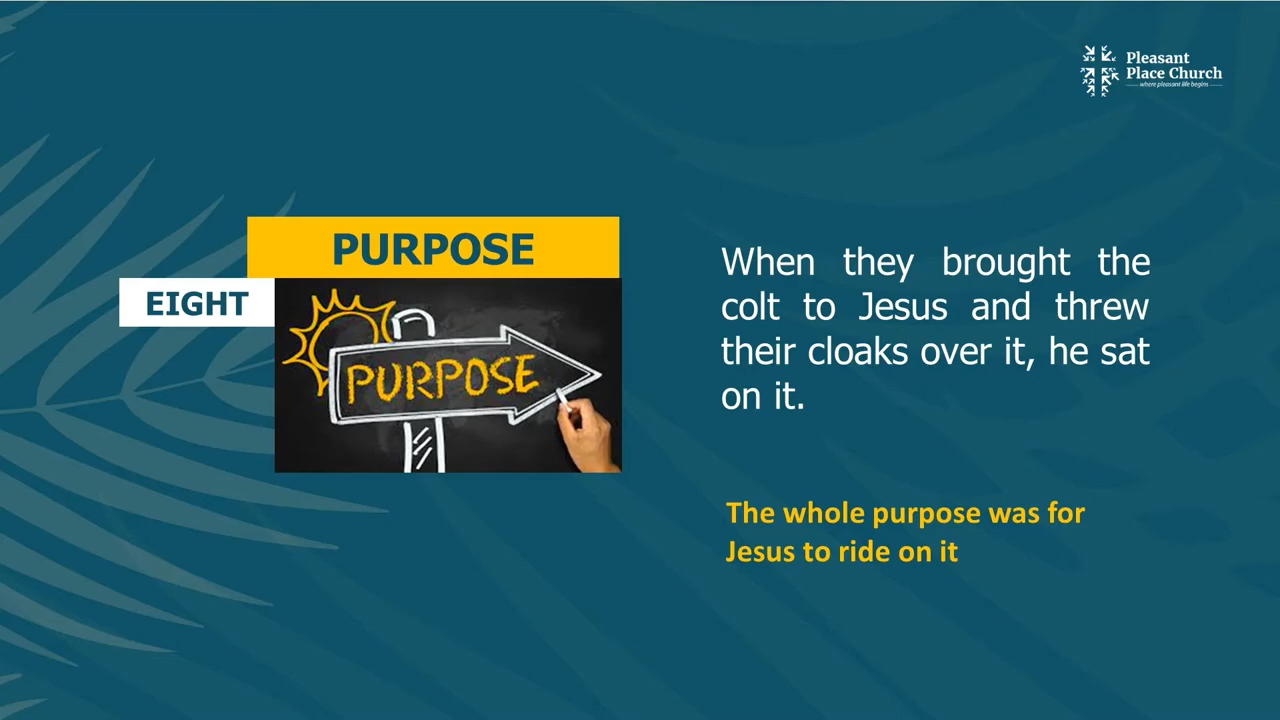 Pleasant
Place Church
where pleasant life begins
PURPOSE
EIGHT
PURPOSE
When they brought the
colt to Jesus and threw
their cloaks over it, he sat
on it.
The whole purpose was for
Jesus to ride on it